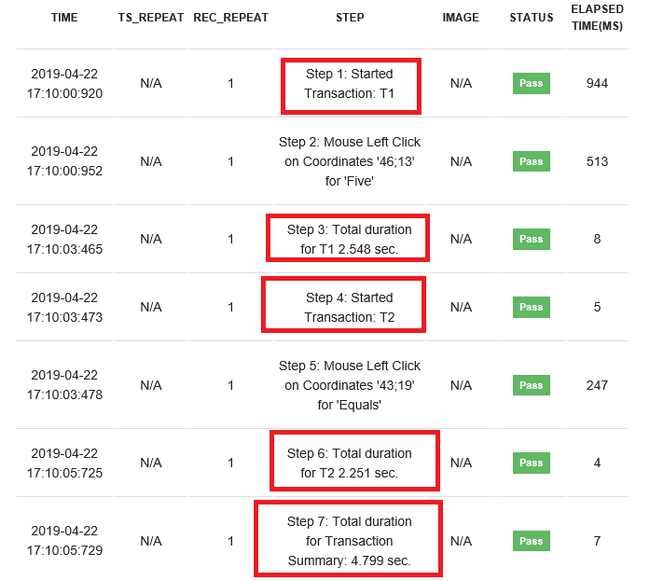 TIME TS_REPEAT REC_REPEAT STEP IMAGE STATUS ELAPSED TIME(MS)
2019-04-22 17:10:00:920 N/A 1 Step 1: Started Transaction: T1 N/A Pass 944
2019-04-22 17:10:00:952 N/A 1 Step 2: Mouse Left Click on Coordinates '46;13' for 'Five' N/A Pass 513
2019-04-22 17:10:03:465 N/A 1 Step 3: Total duration for T1 2.548 sec. N/A Pass 8
2019-04-22 17:10:03:473 N/A 1 Step 4: Started Transaction: T2 N/A Pass 5
2019-04-22 17:10:03:478 N/A 1 Step 5: Mouse Left Click on Coordinates '43;19' for 'Equals' N/A Pass 247
2019-04-22 17:10:05:725 N/A 1 Step 6: Total duration for T2 2.251 sec. N/A Pass 4
2019-04-22 17:10:05:729 N/A 1 Step 7: Total duration for Transaction Summary: 4.799 sec. N/A Pass 7